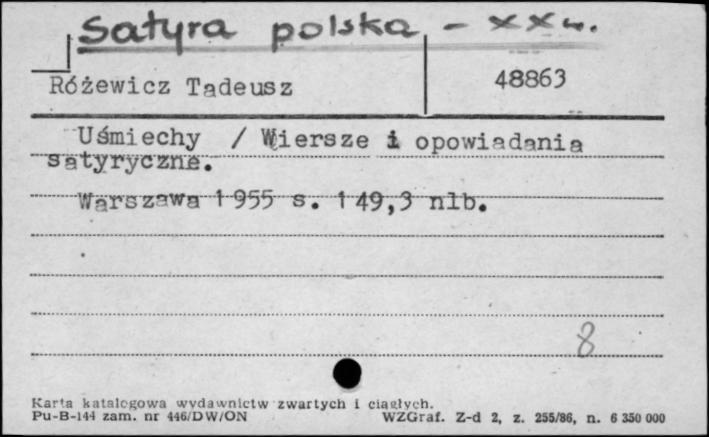 Satyra polska - XX w.
Różewicz Tadeusz 48863
Uśmiechy / Wiersze i opowiadania
satyryczne.
Warszawa 1955 s. 149,3 nlb.
8
Karta katalogowa wydawnictw zwartych i ciągłych.
Pu-B-144 zam. nr 446/DW/ON WZGraf. Z-d 2, z. 255/86, n. 6 350 000